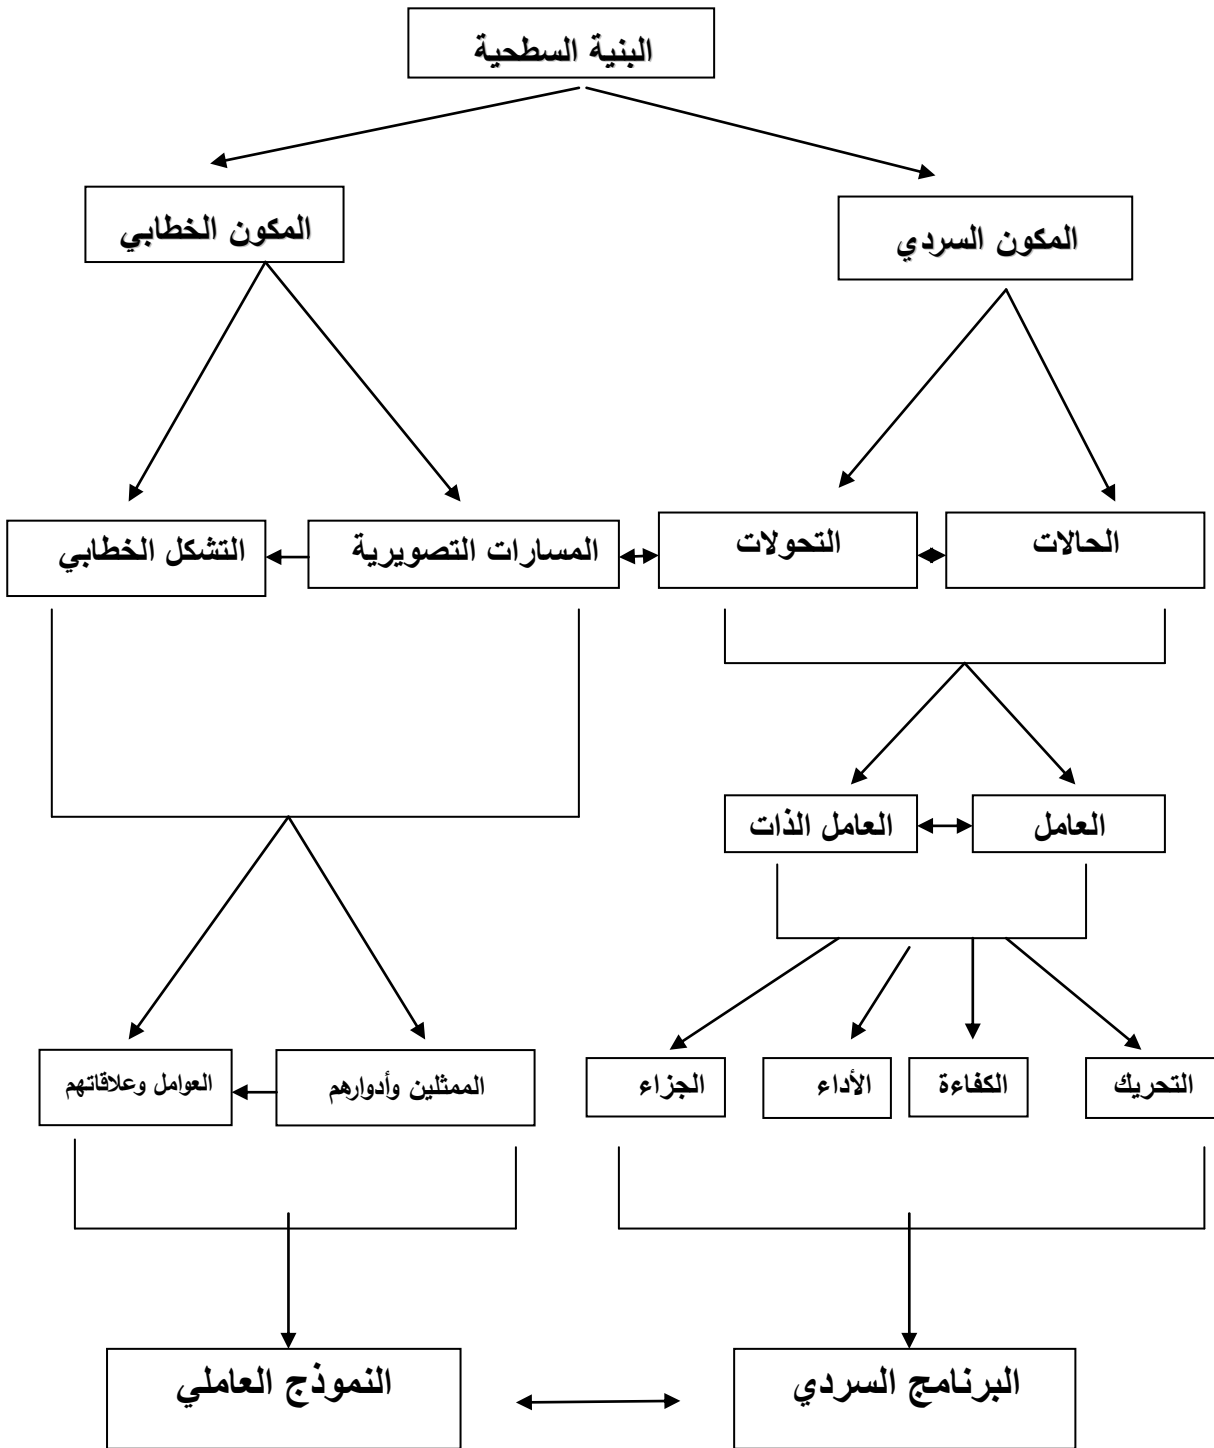 البنية السطحية
المكون السردي
المكون الخطابي
الحالات
التحولات
المسارات التصويرية
التشكل الخطابي
العامل
العامل الذات
التحريك
الكفاءة
الأداء
الجزاء
الممثلين وأدوارهم
العوامل وعلاقاتهم
البرنامج السردي
النموذج العاملي